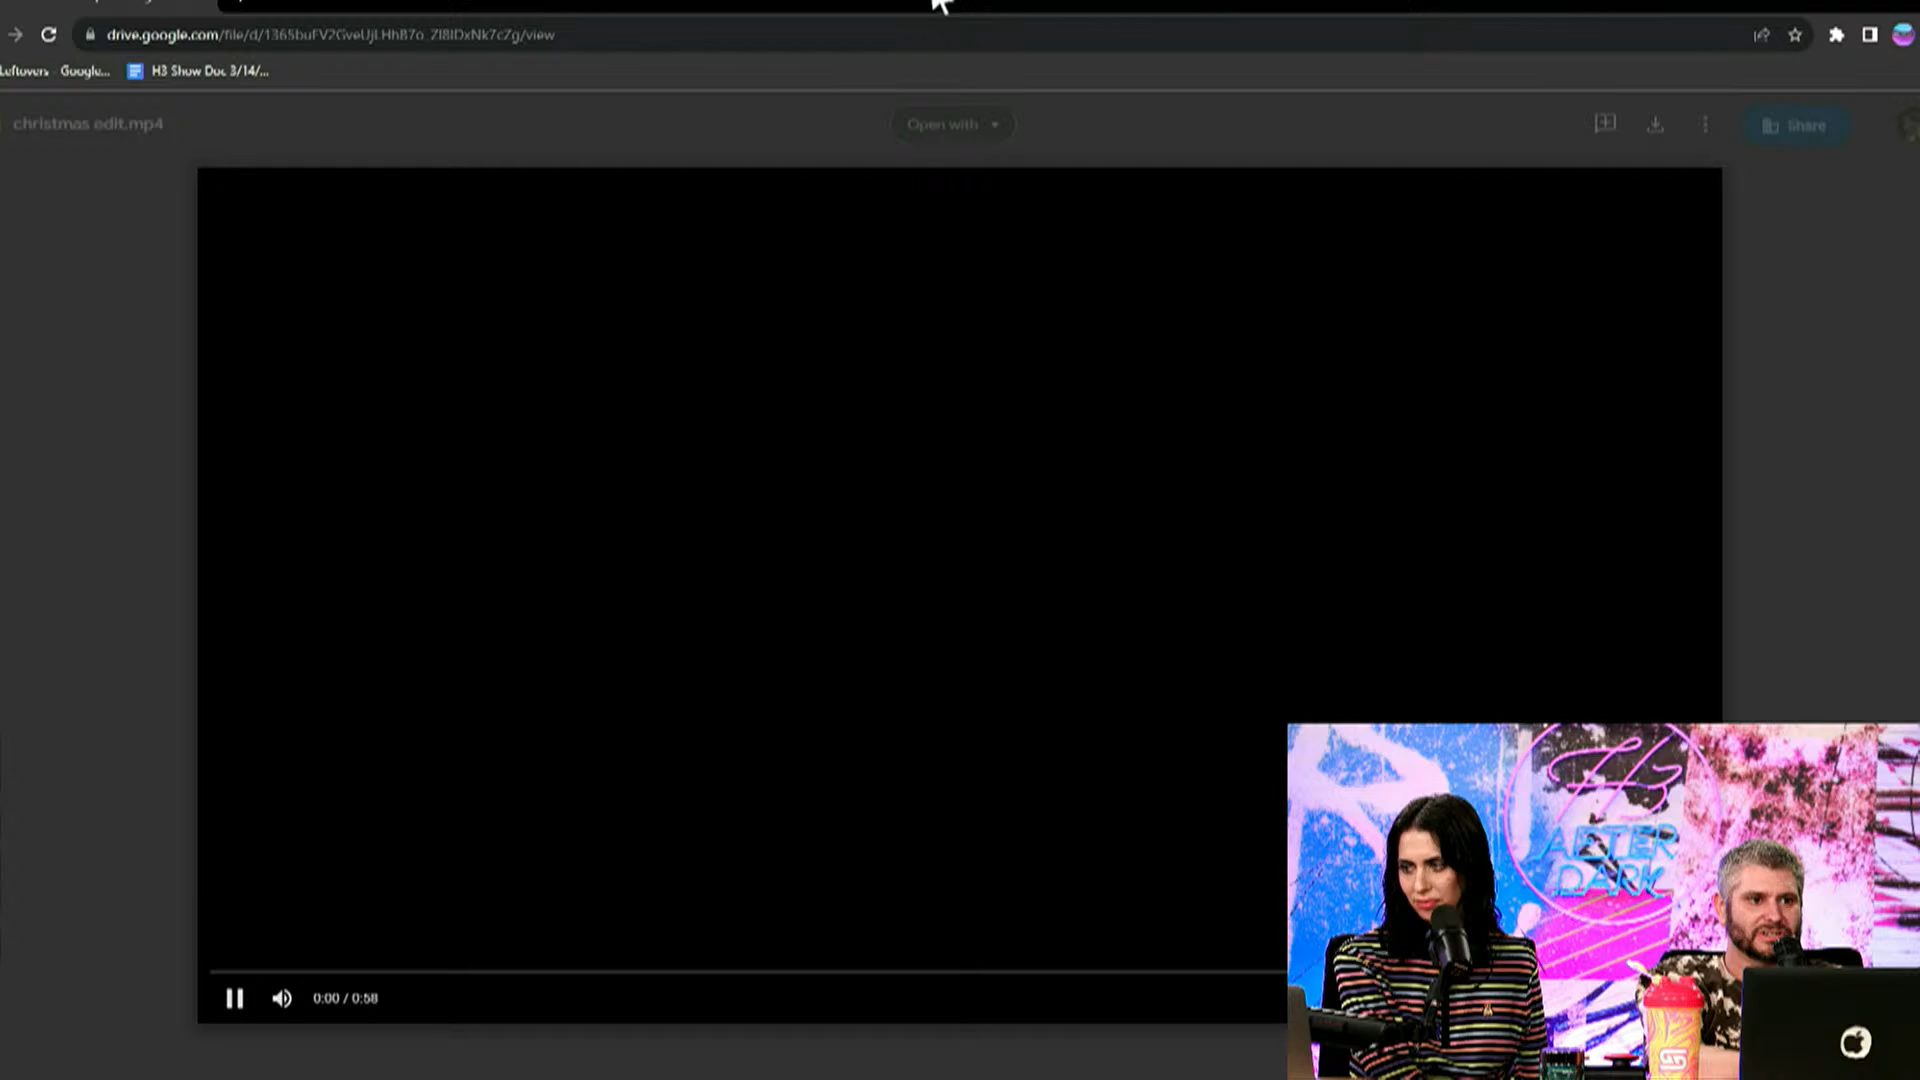 drive.google.com/file/d/
/view
Leftovers - Google...
H3 Show Doc 3/14/...
christmas edit.mp4
Open with
Share
0:00 / 0:58
H3
AFTER
DARK